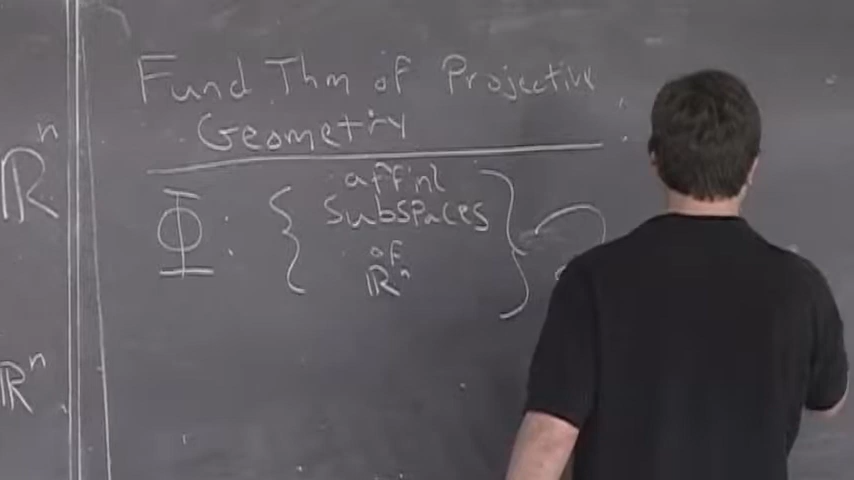 Fund Thm of Projective
Geometry
Φ : { affine
subspaces
of
ℝⁿ }
ℝⁿ
ℝⁿ